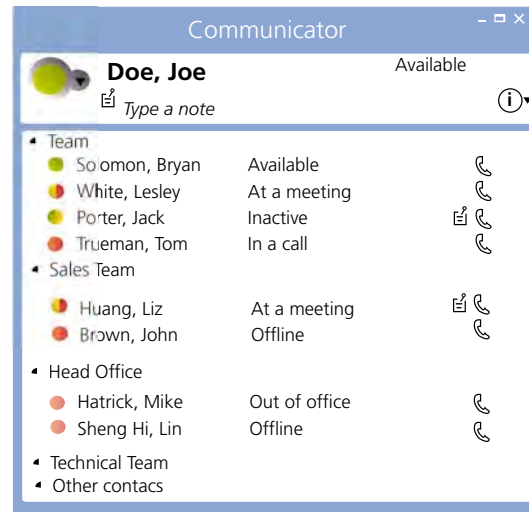 Communicator
Doe, Joe Available
Type a note
Team
Solomon, Bryan Available
White, Lesley At a meeting
Porter, Jack Inactive
Trueman, Tom In a call
Sales Team
Huang, Liz At a meeting
Brown, John Offline
Head Office
Hatrick, Mike Out of office
Sheng Hi, Lin Offline
Technical Team
Other contacs